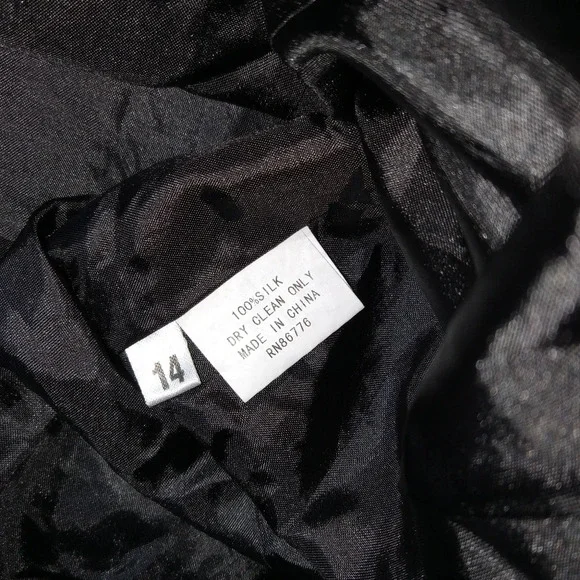 100%SILK
DRY CLEAN ONLY
MADE IN CHINA
RN86776
14